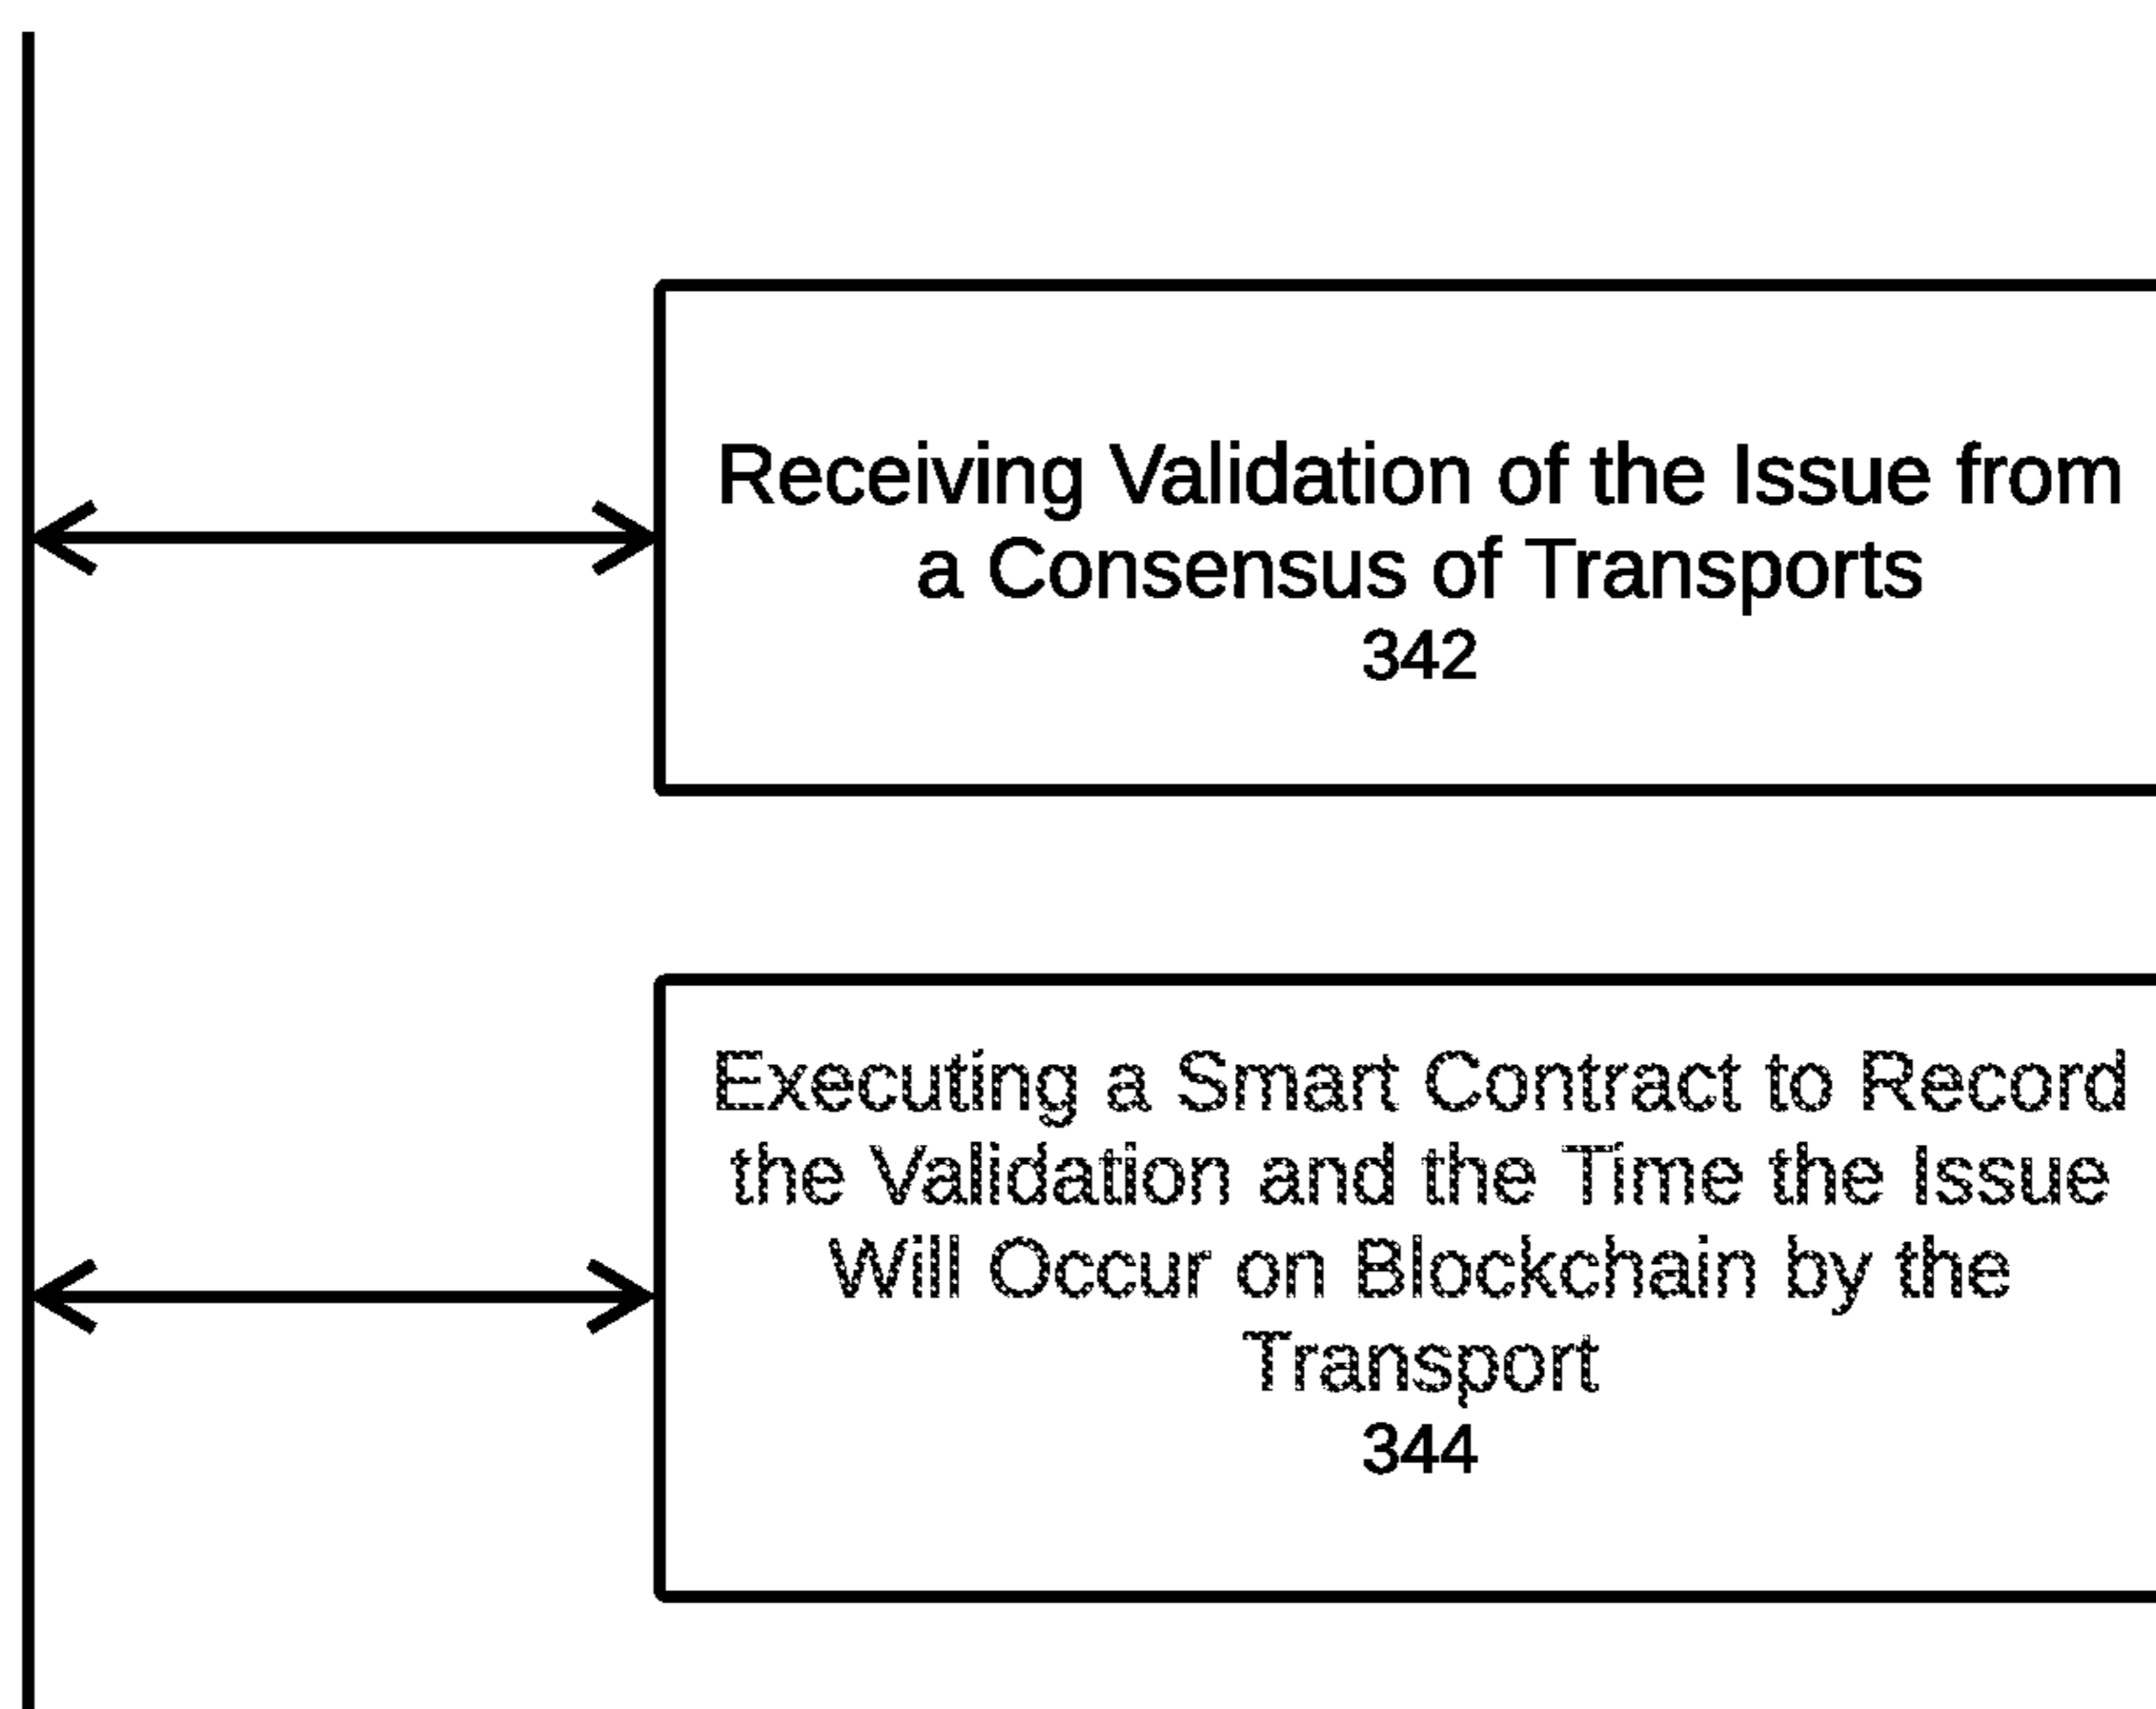 Receiving Validation of the Issue from
a Consensus of Transports
342
Executing a Smart Contract to Record
the Validation and the Time the Issue
Will Occur on Blockchain by the
Transport
344